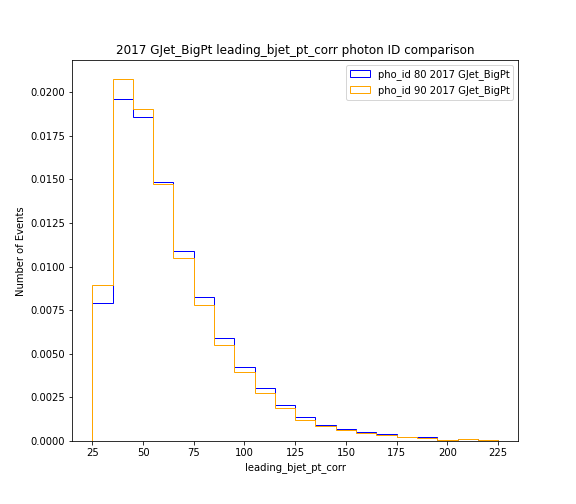 2017 GJet_BigPt leading_bjet_pt_corr photon ID comparison
pho_id 80 2017 GJet_BigPt
pho_id 90 2017 GJet_BigPt
Number of Events
0.0200
0.0175
0.0150
0.0125
0.0100
0.0075
0.0050
0.0025
0.0000
25 50 75 100 125 150 175 200 225
leading_bjet_pt_corr